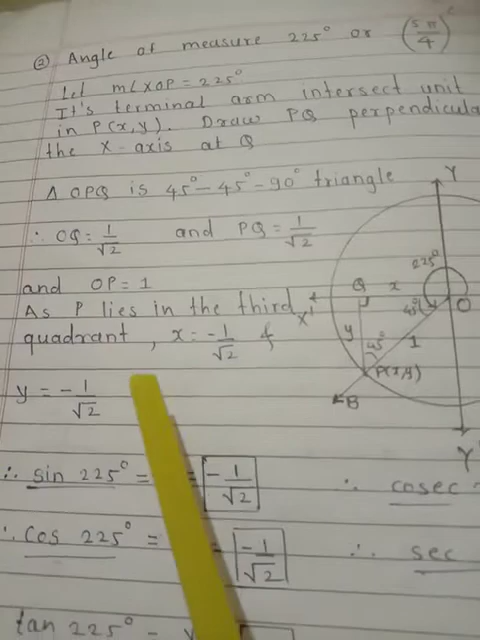 ② Angle of measure 225° or (5π/4)ᶜ
Let m∠XOP = 225°
It's terminal arm intersect unit
in P(x,y). Draw PQ perpendicular
the X-axis at Q
Δ OPQ is 45°-45°-90° triangle
∴ OQ = 1/√2 and PQ = 1/√2
and OP = 1
As P lies in the third
quadrant, x = -1/√2 &
y = -1/√2
∴ sin 225° = = -1/√2 ∴ cosec
∴ cos 225° = = -1/√2 ∴ sec
tan 225° =
Y
225°
Q x O
X'
45°
y 45° 1
P(x,y)
B
Y'